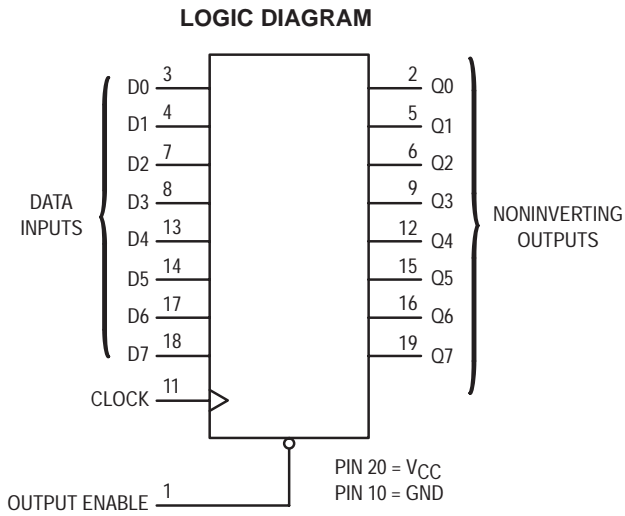 LOGIC DIAGRAM
D0 3 2 Q0
D1 4 5 Q1
D2 7 6 Q2
D3 8 9 Q3
DATA INPUTS
NONINVERTING OUTPUTS
D4 13 12 Q4
D5 14 15 Q5
D6 17 16 Q6
D7 18 19 Q7
CLOCK 11
PIN 20 = VCC
PIN 10 = GND
OUTPUT ENABLE 1